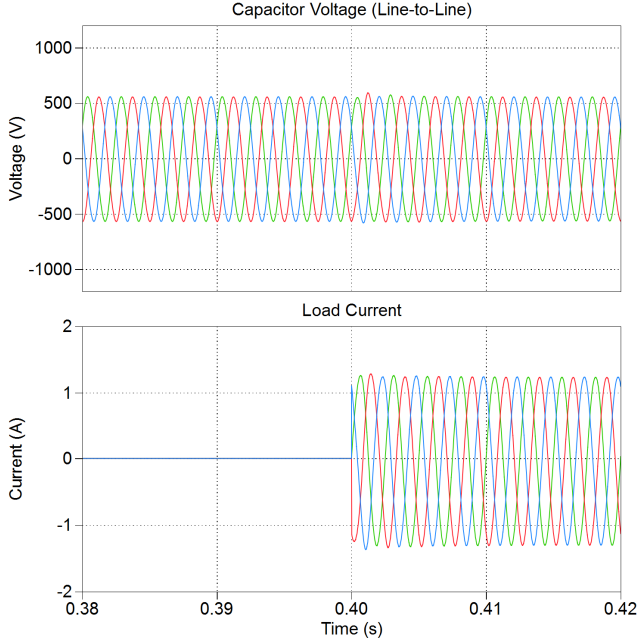 Capacitor Voltage (Line-to-Line)
1000
500
0
-500
-1000
Voltage (V)
Load Current
2
1
0
-1
-2
Current (A)
0.38 0.39 0.40 0.41 0.42
Time (s)